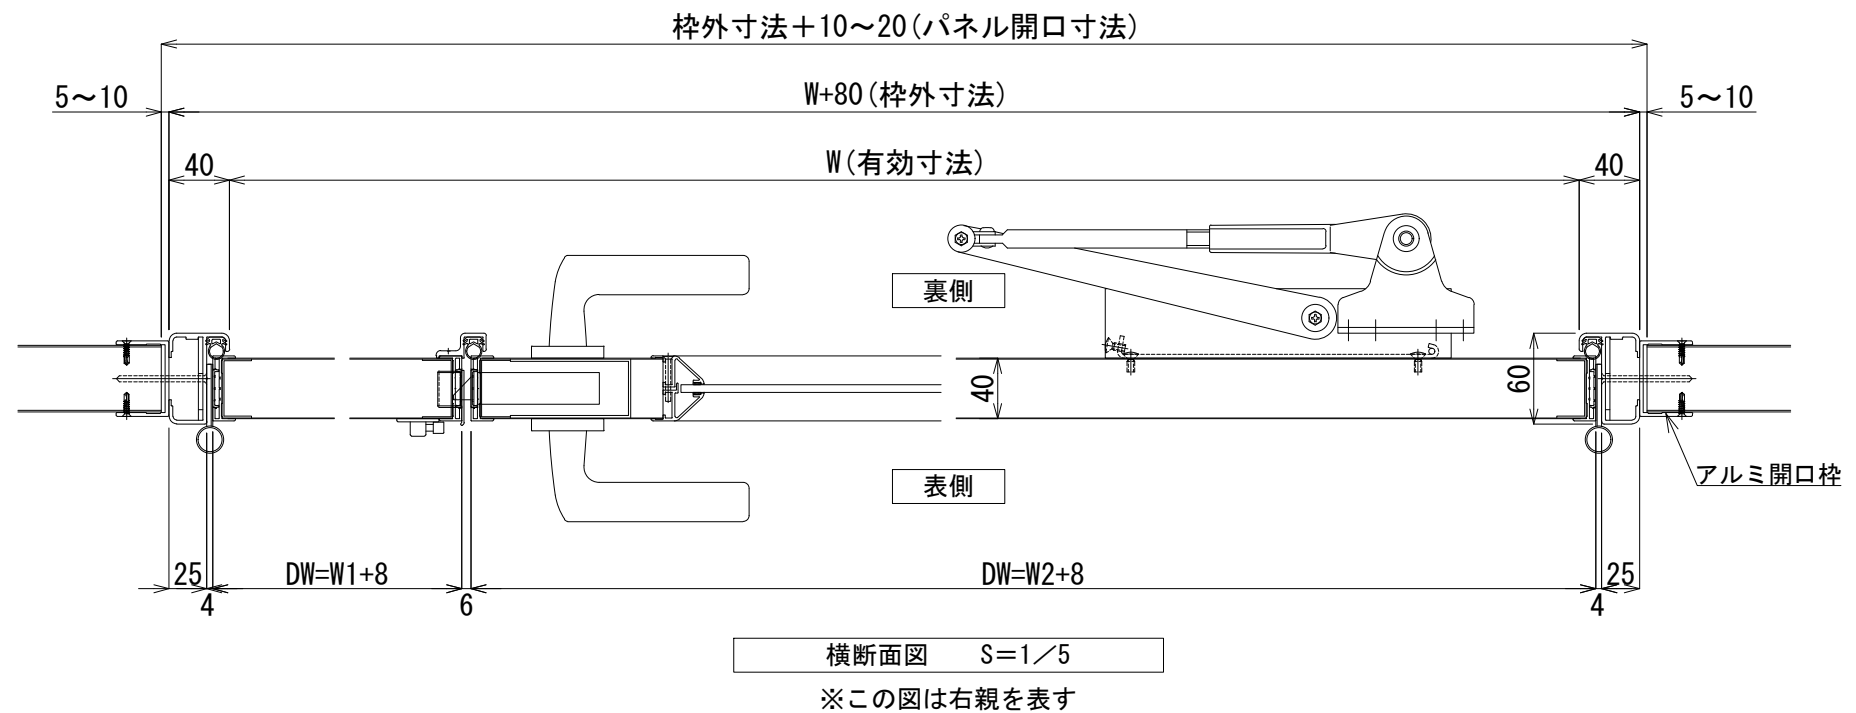 枠外寸法＋10～20(パネル開口寸法)
5～10
W+80(枠外寸法)
5～10
40
W(有効寸法)
40
裏側
40
60
表側
アルミ開口枠
25
4
DW=W1+8
6
DW=W2+8
4
25
横断面図 S＝1／5
※この図は右親を表す